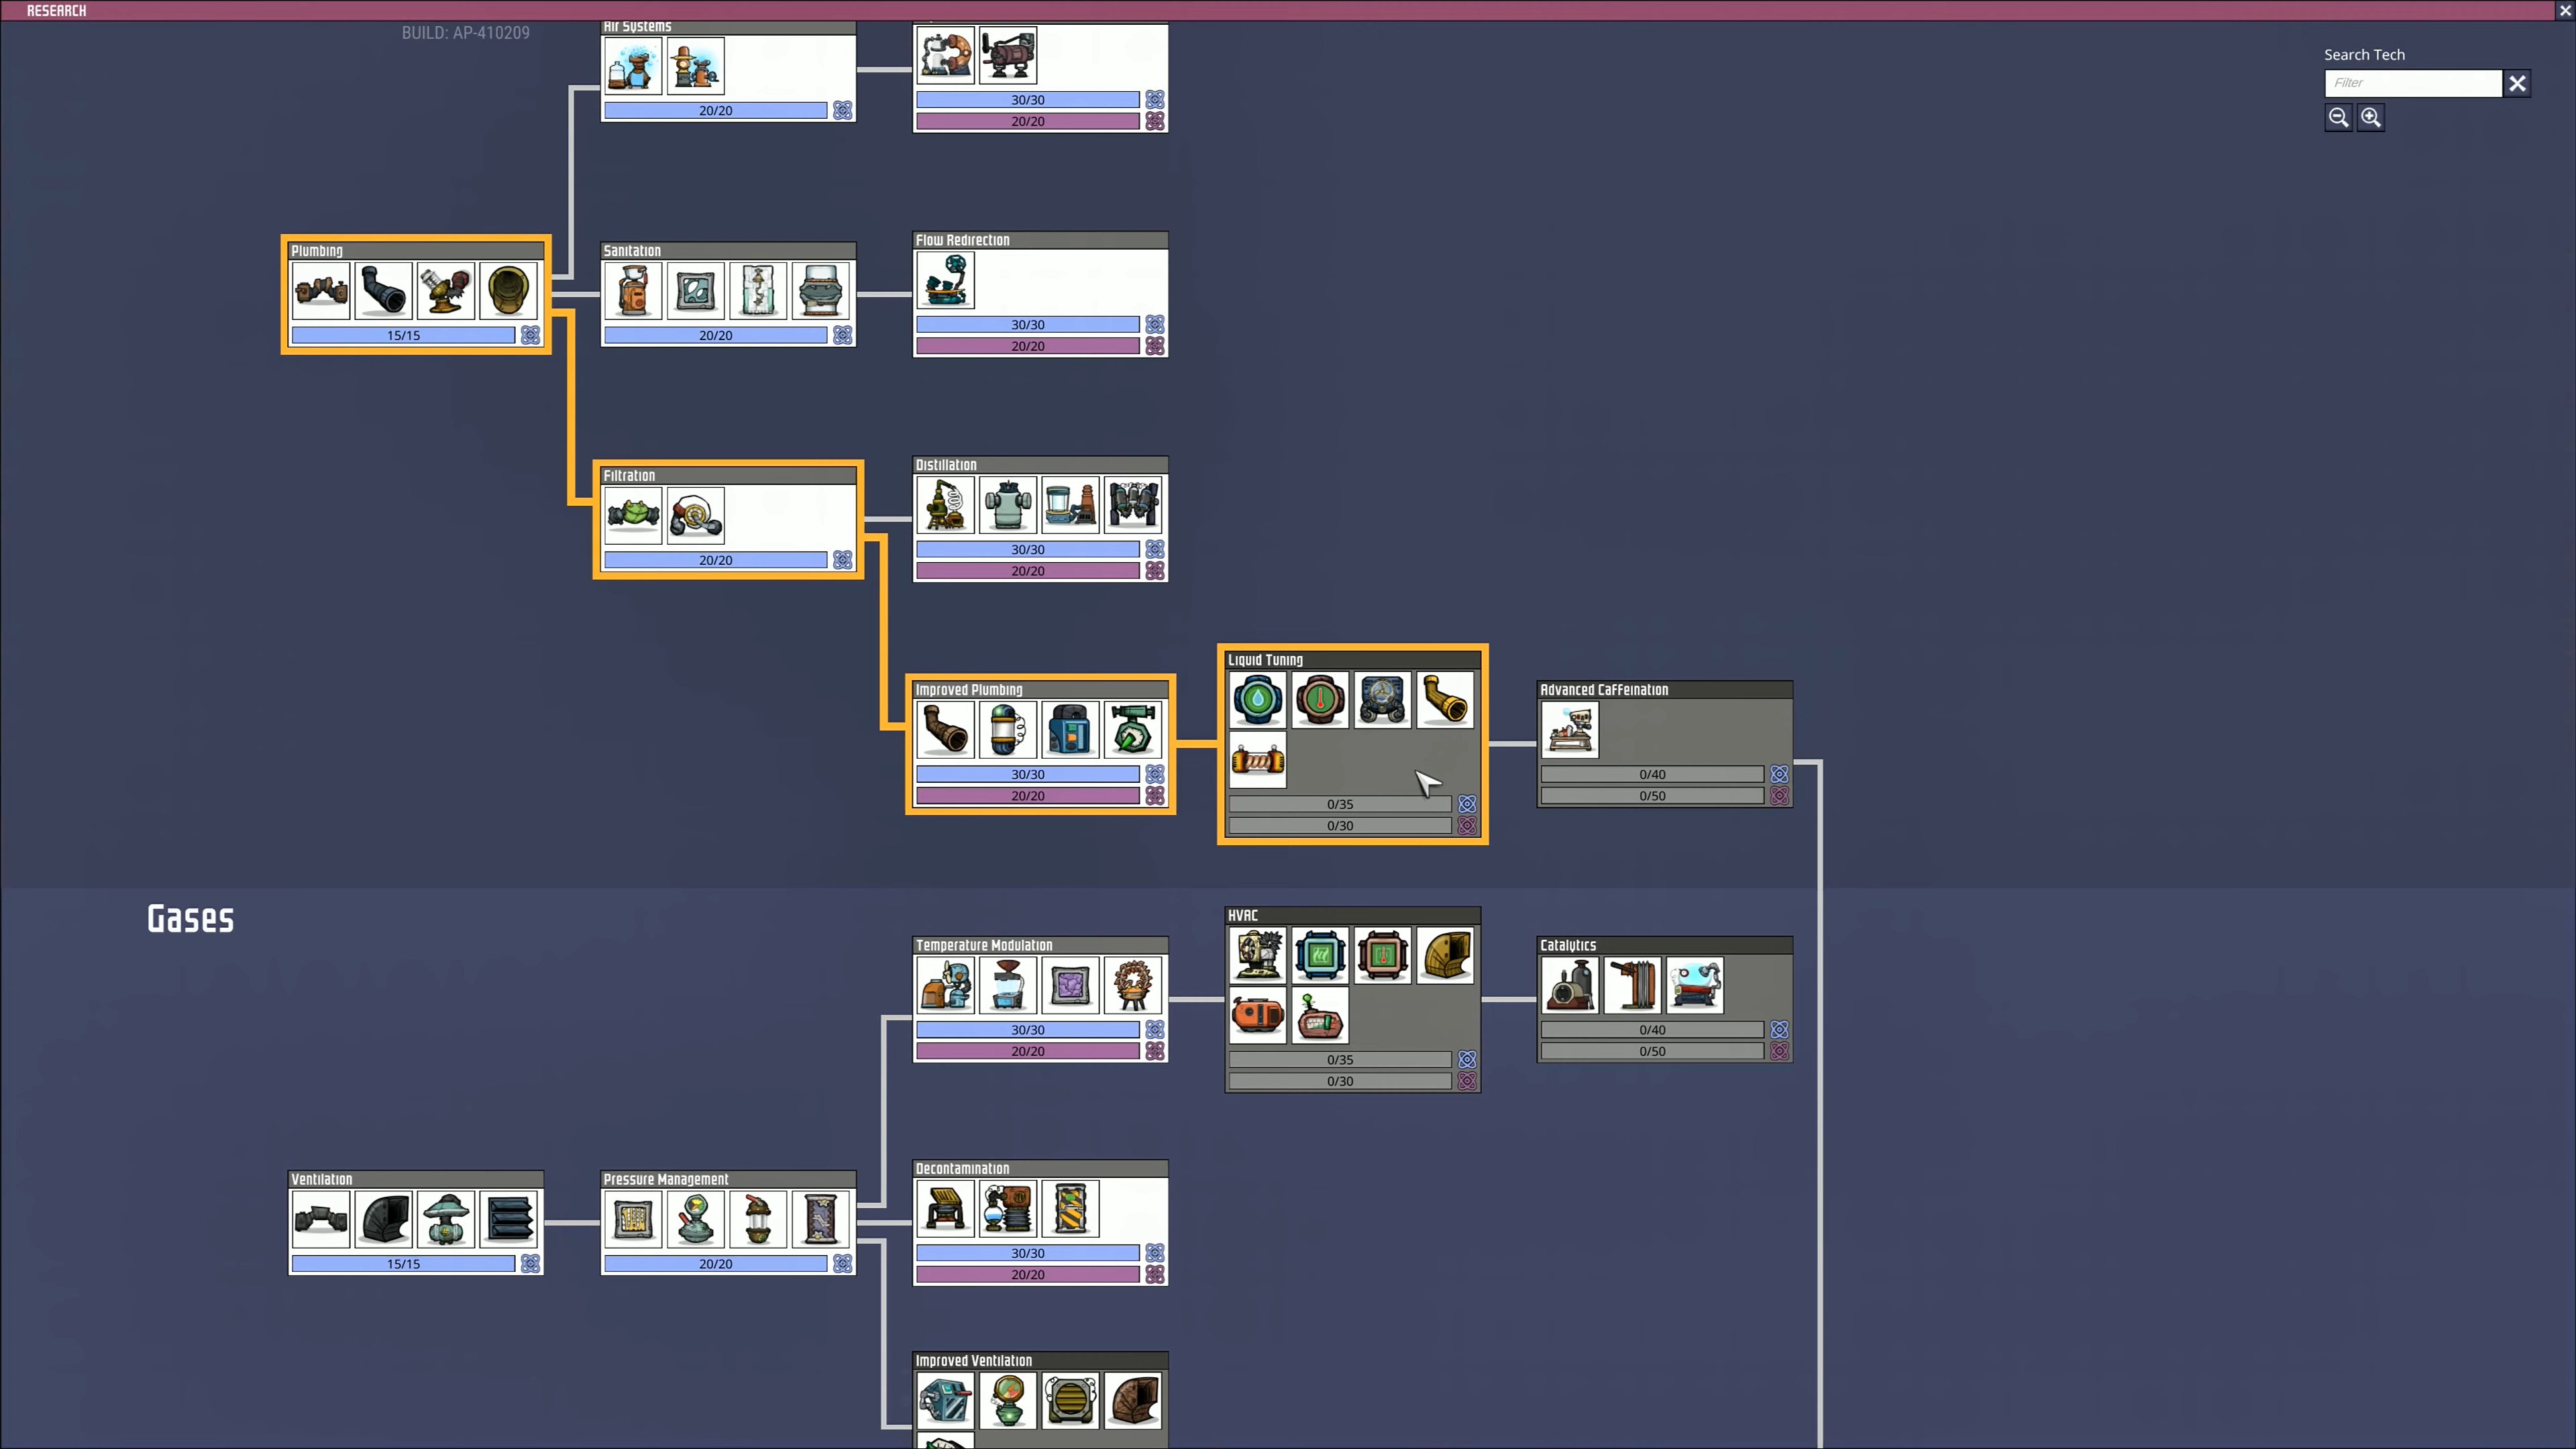 RESEARCH
BUILD: AP-410209
Search Tech
Filter
Air Systems
20/20
30/30
20/20
Plumbing
15/15
Sanitation
20/20
Flow Redirection
30/30
20/20
Filtration
20/20
Distillation
30/30
20/20
Improved Plumbing
30/30
20/20
Liquid Tuning
0/35
0/30
Advanced Caffeination
0/40
0/50
Gases
Temperature Modulation
30/30
20/20
HVAC
0/35
0/30
Catalytics
0/40
0/50
Ventilation
15/15
Pressure Management
20/20
Decontamination
30/30
20/20
Improved Ventilation